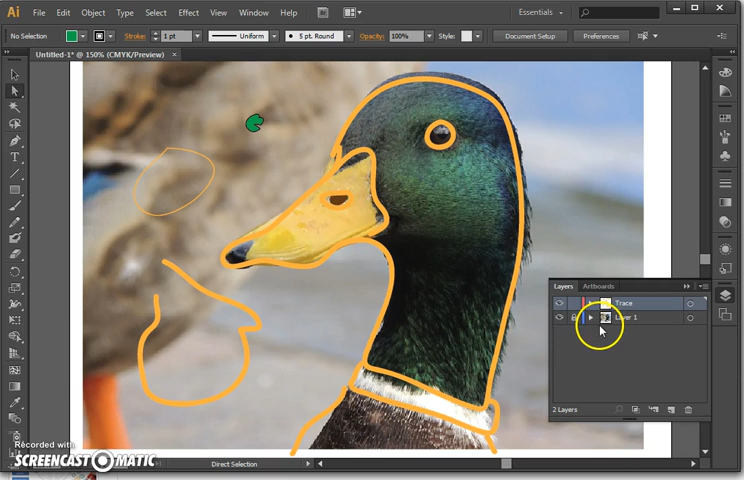 Ai File Edit Object Type Select Effect View Window Help Br Essentials
No Selection Stroke: 1 pt Uniform 5 pt. Round Opacity: 100% Style: Document Setup Preferences
Untitled-1* @ 150% (CMYK/Preview)
Layers Artboards
Trace
Layer 1
2 Layers
Recorded with
SCREENCAST-O-MATIC
Direct Selection